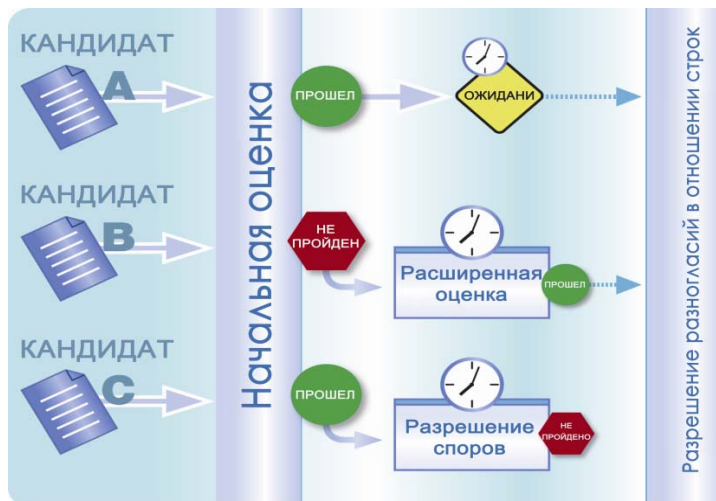 КАНДИДАТ
A
ПРОШЕЛ
ОЖИДАНИ
КАНДИДАТ
B
НЕ
ПРОЙДЕН
Расширенная
оценка
ПРОШЕЛ
КАНДИДАТ
C
ПРОШЕЛ
Разрешение
споров
НЕ
ПРОЙДЕНО
Начальная оценка
Разрешение разногласий в отношении строк